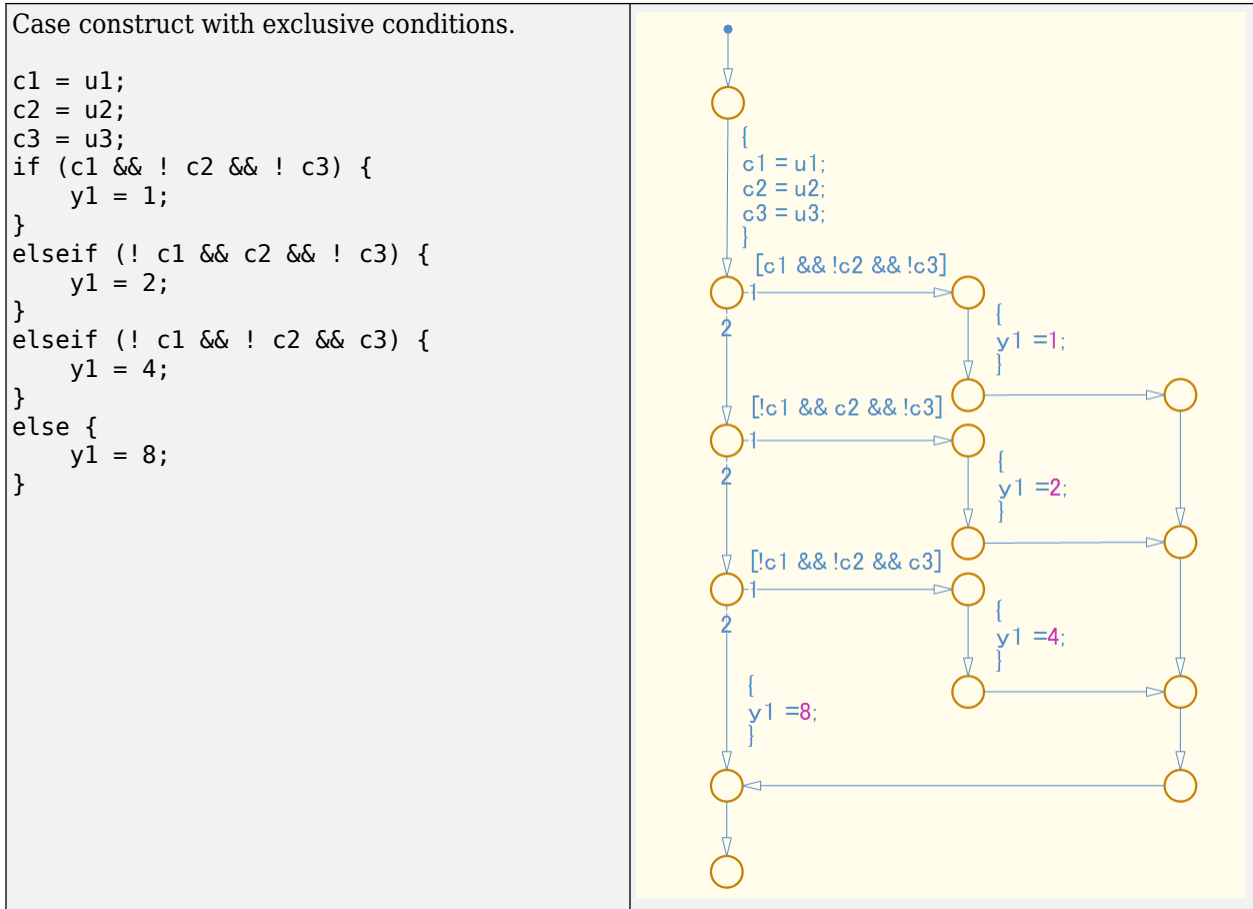 Case construct with exclusive conditions.
c1 = u1;
c2 = u2;
c3 = u3;
if (c1 && ! c2 && ! c3) {
    y1 = 1;
}
elseif (! c1 && c2 && ! c3) {
    y1 = 2;
}
elseif (! c1 && ! c2 && c3) {
    y1 = 4;
}
else {
    y1 = 8;
}
{
c1 = u1;
c2 = u2;
c3 = u3;
}
[c1 && !c2 && !c3]
1
2
{
y1 =1;
}
[!c1 && c2 && !c3]
1
2
{
y1 =2;
}
[!c1 && !c2 && c3]
1
2
{
y1 =4;
}
{
y1 =8;
}